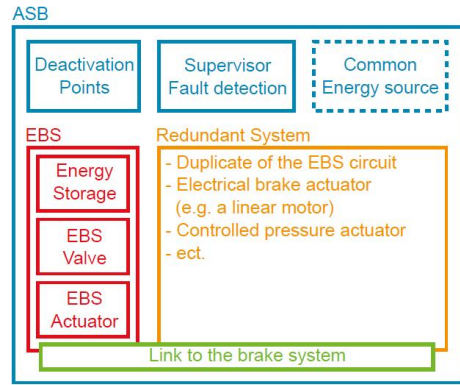 ASB
Deactivation
Points
Supervisor
Fault detection
Common
Energy source
EBS
Energy
Storage
EBS
Valve
EBS
Actuator
Redundant System
- Duplicate of the EBS circuit
- Electrical brake actuator
(e.g. a linear motor)
- Controlled pressure actuator
- ect.
Link to the brake system